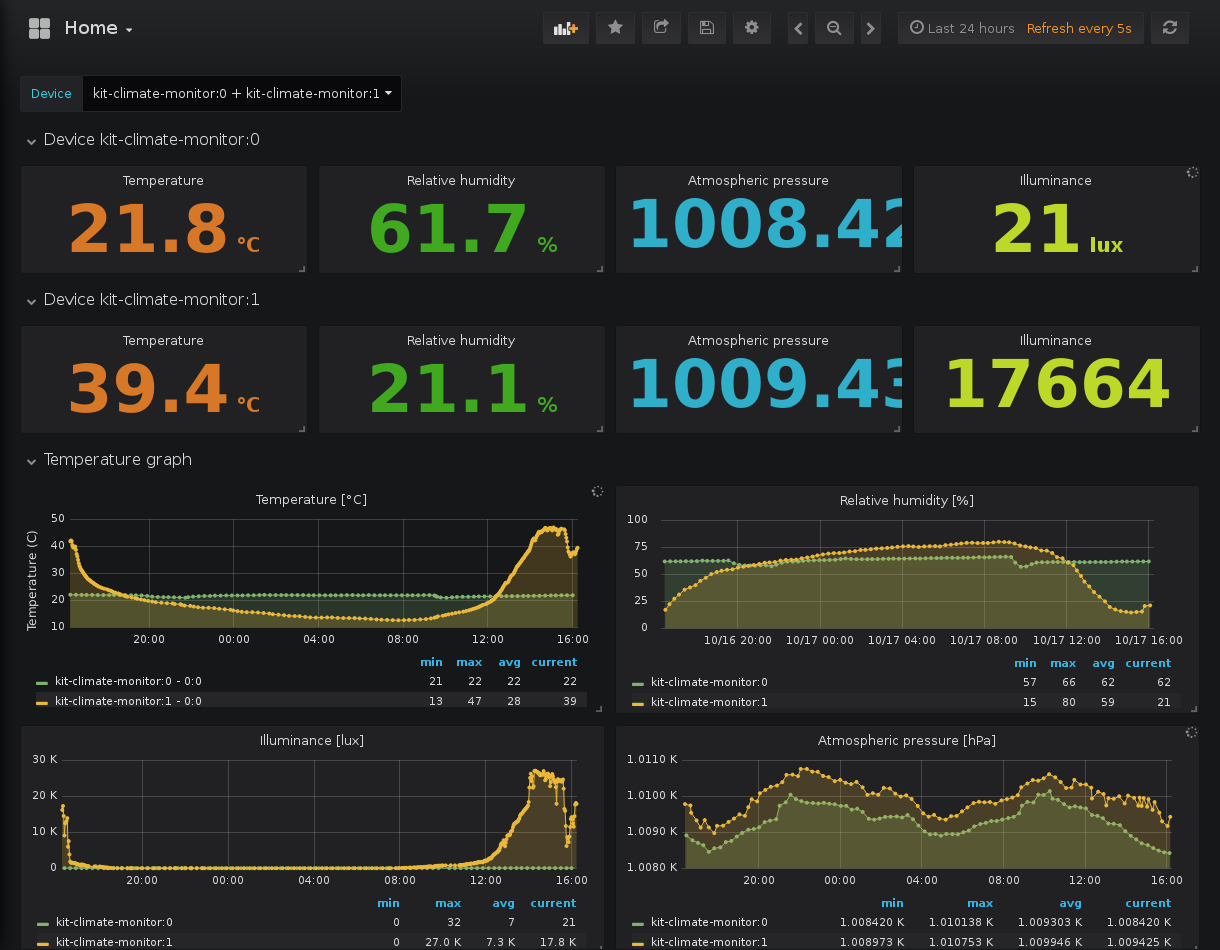 Home
Last 24 hours Refresh every 5s
Device kit-climate-monitor:0 + kit-climate-monitor:1
Device kit-climate-monitor:0
Temperature Relative humidity Atmospheric pressure Illuminance
21.8 °C 61.7 % 1008.42 21 lux
Device kit-climate-monitor:1
Temperature Relative humidity Atmospheric pressure Illuminance
39.4 °C 21.1 % 1009.43 17664
Temperature graph
Temperature [°C]
Temperature (C)
50
40
30
20
10
20:00 00:00 04:00 08:00 12:00 16:00
min max avg current
kit-climate-monitor:0 - 0:0 21 22 22 22
kit-climate-monitor:1 - 0:0 13 47 28 39
Relative humidity [%]
100
75
50
25
0
10/16 20:00 10/17 00:00 10/17 04:00 10/17 08:00 10/17 12:00 10/17 16:00
min max avg current
kit-climate-monitor:0 57 66 62 62
kit-climate-monitor:1 15 80 59 21
Illuminance [lux]
30 K
20 K
10 K
0
20:00 00:00 04:00 08:00 12:00 16:00
min max avg current
kit-climate-monitor:0 0 32 7 21
kit-climate-monitor:1 0 27.0 K 7.3 K 17.8 K
Atmospheric pressure [hPa]
1.0110 K
1.0100 K
1.0090 K
1.0080 K
20:00 00:00 04:00 08:00 12:00 16:00
min max avg current
kit-climate-monitor:0 1.008420 K 1.010138 K 1.009303 K 1.008420 K
kit-climate-monitor:1 1.008973 K 1.010753 K 1.009946 K 1.009425 K